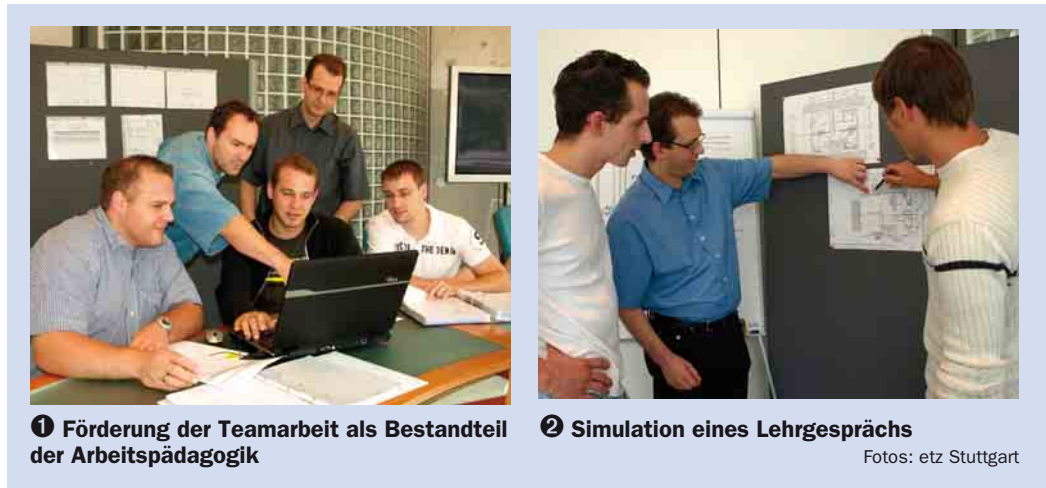 ❶ Förderung der Teamarbeit als Bestandteil
der Arbeitspädagogik
❷ Simulation eines Lehrgesprächs
Fotos: etz Stuttgart